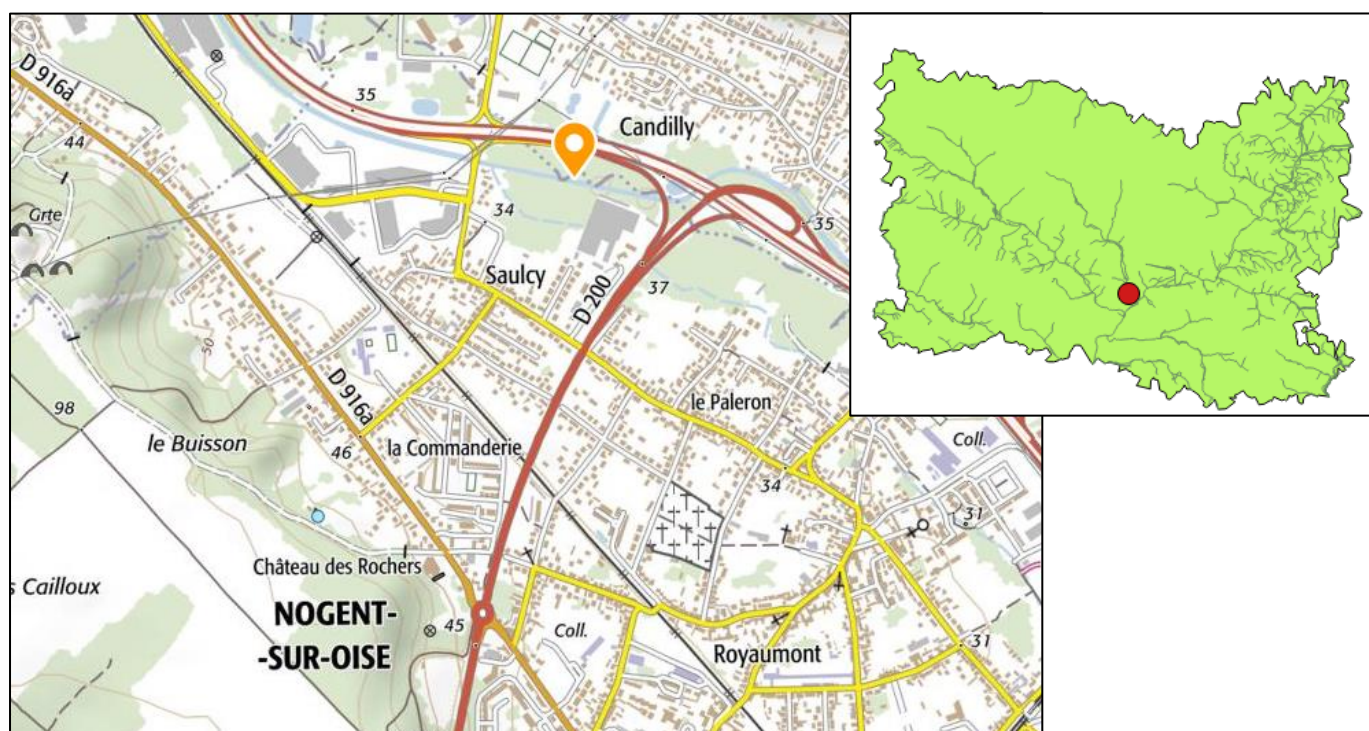 D 916a
35
Candilly
44
Grte
34
35
Saulcy
37
D 200
50
D 916a
le Paleron
98
le Buisson
46
la Commanderie
Coll.
34
31
Château des Rochers
s Cailloux
NOGENT-
-SUR-OISE
45
Coll.
Royaumont
31